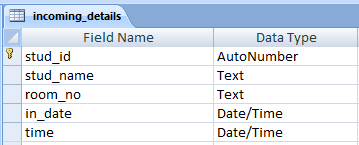 incoming_details
Field Name Data Type
stud_id AutoNumber
stud_name Text
room_no Text
in_date Date/Time
time Date/Time